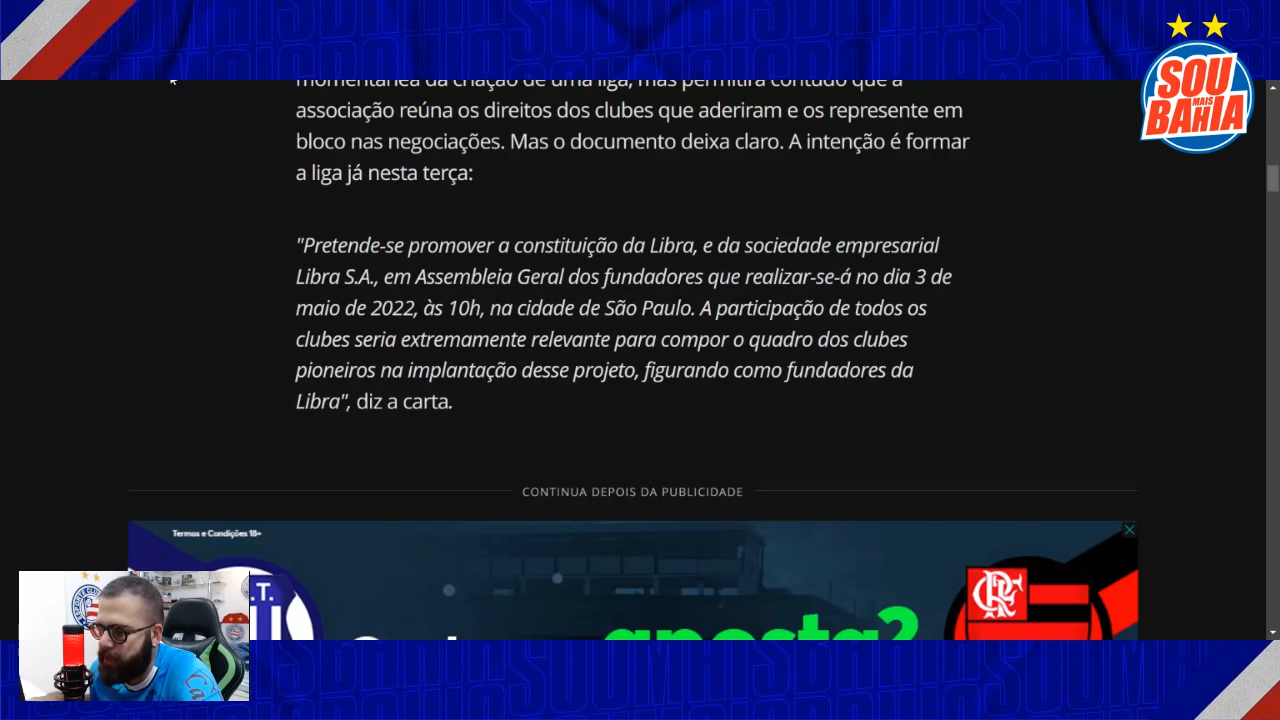 SOU
MAIS
BAHIA
momentânea da criação de uma liga, mas permitirá contudo que a
associação reúna os direitos dos clubes que aderiram e os represente em
bloco nas negociações. Mas o documento deixa claro. A intenção é formar
a liga já nesta terça:
"Pretende-se promover a constituição da Libra, e da sociedade empresarial
Libra S.A., em Assembleia Geral dos fundadores que realizar-se-á no dia 3 de
maio de 2022, às 10h, na cidade de São Paulo. A participação de todos os
clubes seria extremamente relevante para compor o quadro dos clubes
pioneiros na implantação desse projeto, figurando como fundadores da
Libra", diz a carta.
CONTINUA DEPOIS DA PUBLICIDADE
Termos e Condições 18+
.T.
aposta?